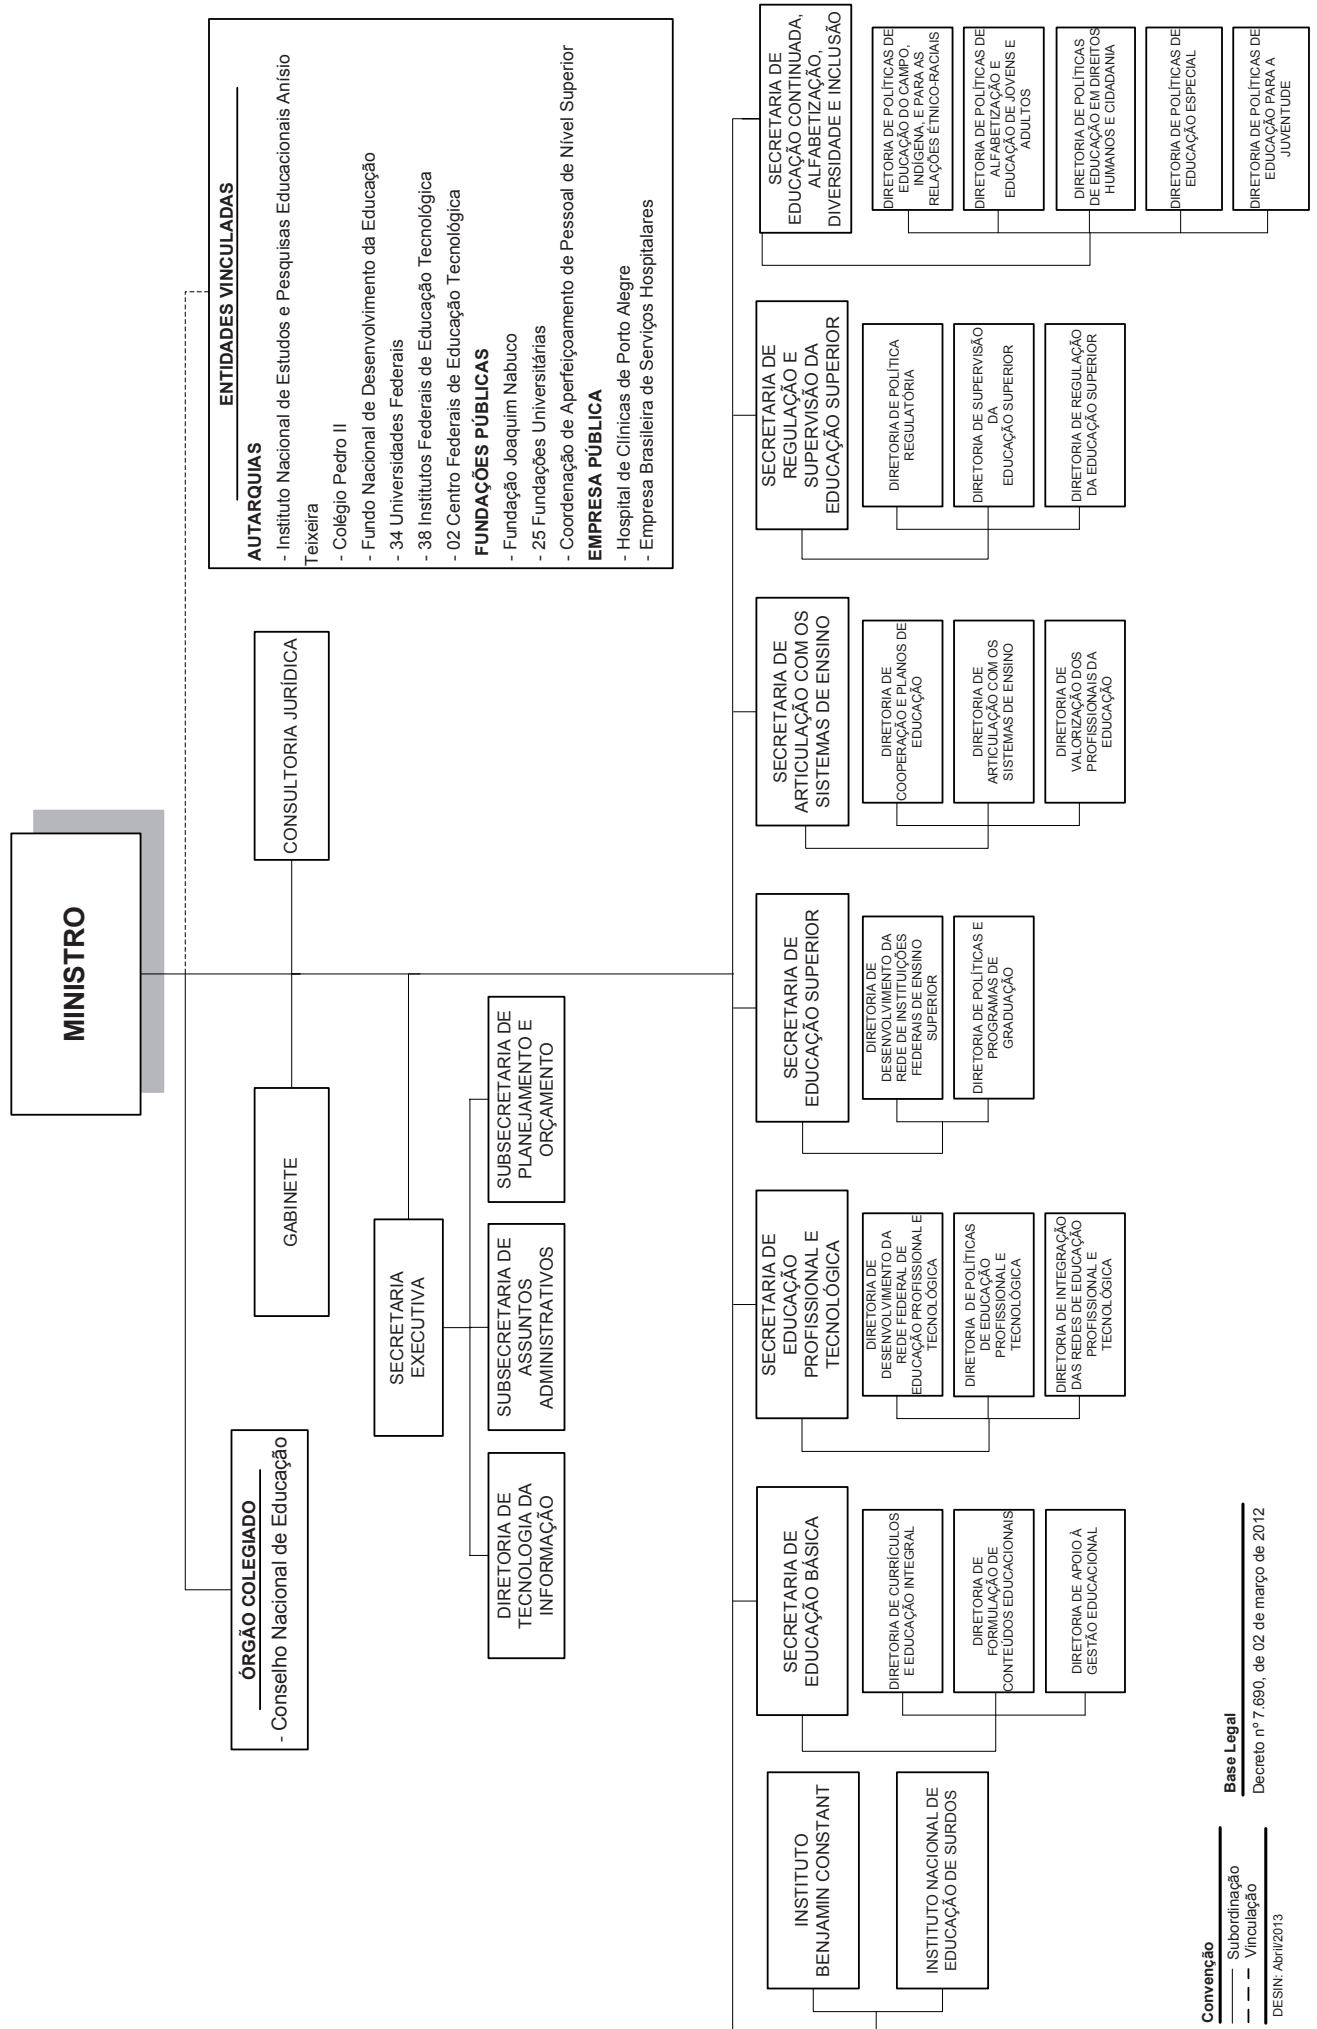 MINISTRO
ÓRGÃO COLEGIADO
- Conselho Nacional de Educação
GABINETE
CONSULTORIA JURÍDICA
ENTIDADES VINCULADAS
AUTARQUIAS
- Instituto Nacional de Estudos e Pesquisas Educacionais Anísio
Teixeira
- Colégio Pedro II
- Fundo Nacional de Desenvolvimento da Educação
- 34 Universidades Federais
- 38 Institutos Federais de Educação Tecnológica
- 02 Centro Federais de Educação Tecnológica
FUNDAÇÕES PÚBLICAS
- Fundação Joaquim Nabuco
- 25 Fundações Universitárias
- Coordenação de Aperfeiçoamento de Pessoal de Nível Superior
EMPRESA PÚBLICA
- Hospital de Clínicas de Porto Alegre
- Empresa Brasileira de Serviços Hospitalares
SECRETARIA
EXECUTIVA
DIRETORIA DE
TECNOLOGIA DA
INFORMAÇÃO
SUBSECRETARIA DE
ASSUNTOS
ADMINISTRATIVOS
SUBSECRETARIA DE
PLANEJAMENTO E
ORÇAMENTO
INSTITUTO
BENJAMIN CONSTANT
INSTITUTO NACIONAL DE
EDUCAÇÃO DE SURDOS
SECRETARIA DE
EDUCAÇÃO BÁSICA
DIRETORIA DE CURRÍCULOS
E EDUCAÇÃO INTEGRAL
DIRETORIA DE
FORMULAÇÃO DE
CONTEÚDOS EDUCACIONAIS
DIRETORIA DE APOIO À
GESTÃO EDUCACIONAL
SECRETARIA DE
EDUCAÇÃO
PROFISSIONAL E
TECNOLÓGICA
DIRETORIA DE
DESENVOLVIMENTO DA
REDE FEDERAL DE
EDUCAÇÃO PROFISSIONAL E
TECNOLÓGICA
DIRETORIA DE POLÍTICAS
DE EDUCAÇÃO
PROFISSIONAL E
TECNOLÓGICA
DIRETORIA DE INTEGRAÇÃO
DAS REDES DE EDUCAÇÃO
PROFISSIONAL E
TECNOLÓGICA
SECRETARIA DE
EDUCAÇÃO SUPERIOR
DIRETORIA DE
DESENVOLVIMENTO DA
REDE DE INSTITUIÇÕES
FEDERAIS DE ENSINO
SUPERIOR
DIRETORIA DE POLÍTICAS E
PROGRAMAS DE
GRADUAÇÃO
SECRETARIA DE
ARTICULAÇÃO COM OS
SISTEMAS DE ENSINO
DIRETORIA DE
COOPERAÇÃO E PLANOS DE
EDUCAÇÃO
DIRETORIA DE
ARTICULAÇÃO COM OS
SISTEMAS DE ENSINO
DIRETORIA DE
VALORIZAÇÃO DOS
PROFISSIONAIS DA
EDUCAÇÃO
SECRETARIA DE
REGULAÇÃO E
SUPERVISÃO DA
EDUCAÇÃO SUPERIOR
DIRETORIA DE POLÍTICA
REGULATÓRIA
DIRETORIA DE SUPERVISÃO
DA
EDUCAÇÃO SUPERIOR
DIRETORIA DE REGULAÇÃO
DA EDUCAÇÃO SUPERIOR
SECRETARIA DE
EDUCAÇÃO CONTINUADA,
ALFABETIZAÇÃO,
DIVERSIDADE E INCLUSÃO
DIRETORIA DE POLÍTICAS DE
EDUCAÇÃO DO CAMPO,
INDÍGENA, E PARA AS
RELAÇÕES ÉTNICO-RACIAIS
DIRETORIA DE POLÍTICAS DE
ALFABETIZAÇÃO E
EDUCAÇÃO DE JOVENS E
ADULTOS
DIRETORIA DE POLÍTICAS
DE EDUCAÇÃO EM DIREITOS
HUMANOS E CIDADANIA
DIRETORIA DE POLÍTICAS DE
EDUCAÇÃO ESPECIAL
DIRETORIA DE POLÍTICAS DE
EDUCAÇÃO PARA A
JUVENTUDE
Convenção
Subordinação
Vinculação
DESIN: Abril/2013
Base Legal
Decreto nº 7.690, de 02 de março de 2012